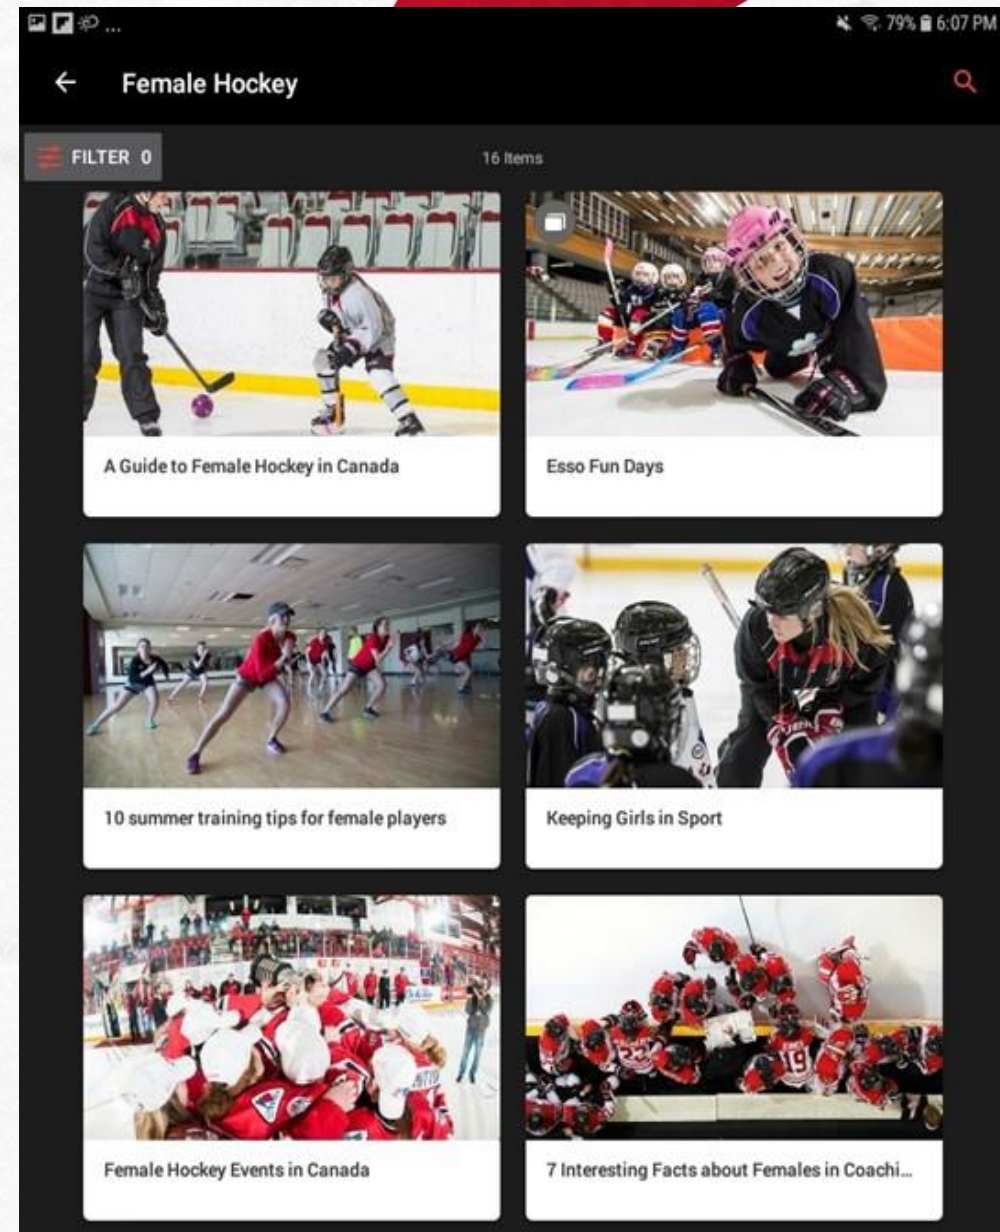 ... 79% 6:07 PM
Female Hockey
FILTER 0
16 Items
A Guide to Female Hockey in Canada
Esso Fun Days
10 summer training tips for female players
Keeping Girls in Sport
Female Hockey Events in Canada
19
7 Interesting Facts about Females in Coachi...